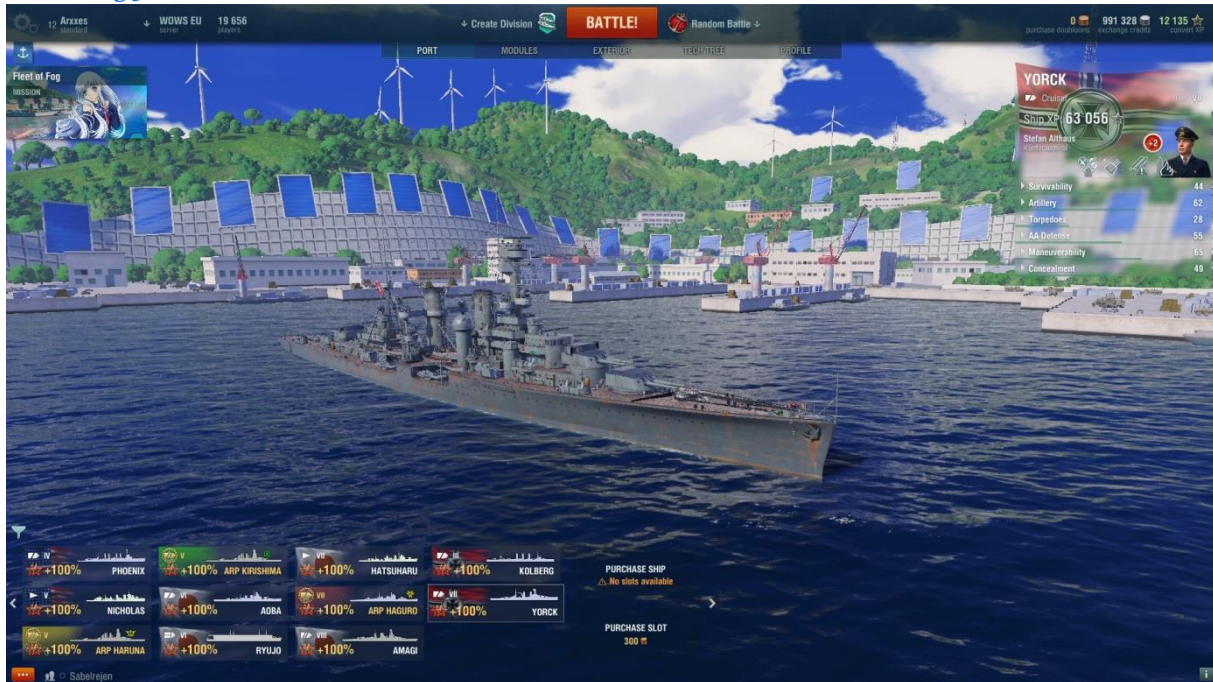 12 Arxxes
standard
WOWS EU
server
19 656
players
Create Division
BATTLE!
Random Battle
0
purchase doubloons
991 328
exchange credits
12 135
convert XP
PORT
MODULES
EXTERIOR
TECH TREE
PROFILE
Fleet of Fog
MISSION
YORCK
Cruiser
VII
Ship XP 63 056
Stefan Althaus
+2
Survivability 44
Artillery 62
Torpedoes 28
AA Defense 55
Maneuverability 65
Concealment 49
IV
+100% PHOENIX
V
+100% ARP KIRISHIMA
VII
+100% HATSUHARU
III
+100% KOLBERG
PURCHASE SHIP
No slots available
V
+100% NICHOLAS
VI
+100% AOBA
VII
+100% ARP HAGURO
VII
+100% YORCK
PURCHASE SLOT
300
V
+100% ARP HARUNA
VI
+100% RYUJO
VIII
+100% AMAGI
Sabelrejen